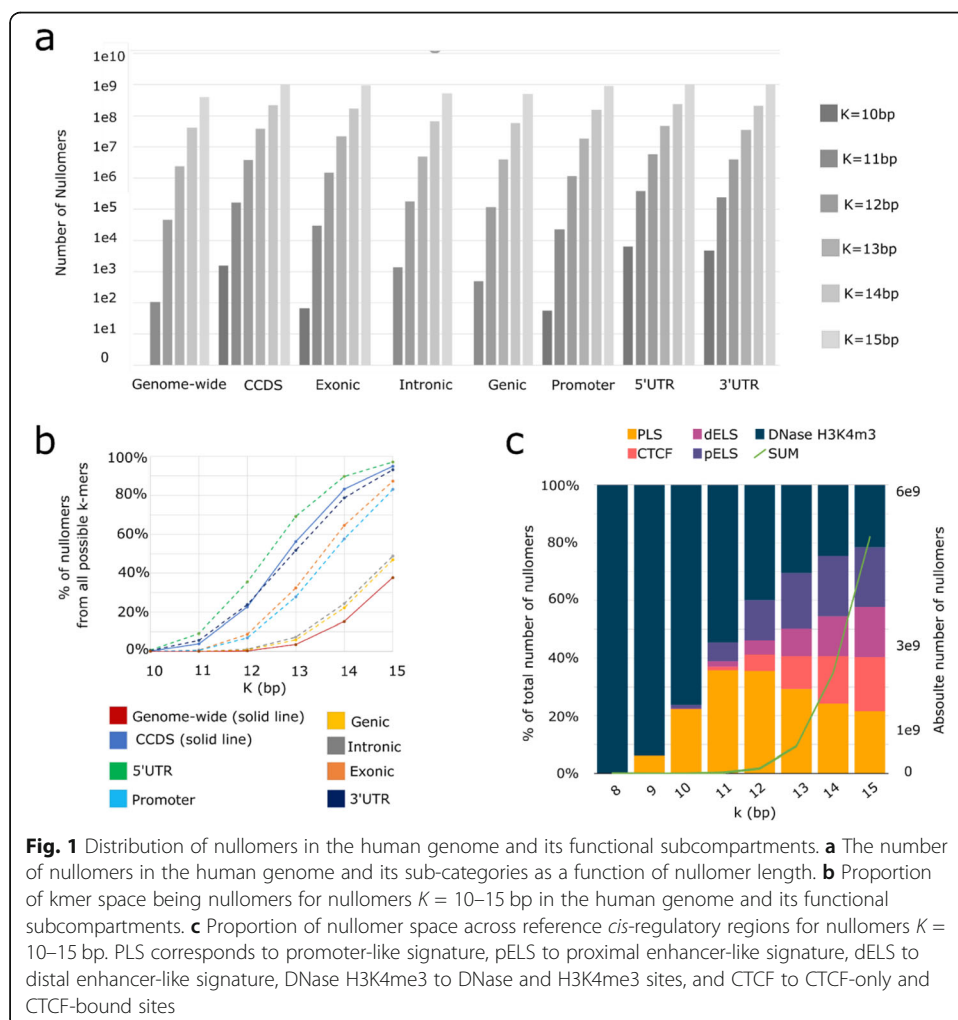 a
1e10
1e9
1e8
1e7
1e6
1e5
1e4
1e3
1e2
1e1
0
Number of Nullomers
Genome-wide CCDS Exonic Intronic Genic Promoter 5'UTR 3'UTR
K=10bp
K=11bp
K=12bp
K=13bp
K=14bp
K=15bp
b
100%
80%
60%
40%
20%
0%
% of nullomers
from all possible k-mers
10 11 12 13 14 15
K (bp)
Genome-wide (solid line)
CCDS (solid line)
5'UTR
Promoter
Genic
Intronic
Exonic
3'UTR
c
PLS dELS DNase H3K4m3
CTCF pELS SUM
100%
80%
60%
40%
20%
0%
% of total number of nullomers
6e9
3e9
1e9
0
Absoulte number of nullomers
8 9 10 11 12 13 14 15
k (bp)
Fig. 1 Distribution of nullomers in the human genome and its functional subcompartments. a The number
of nullomers in the human genome and its sub-categories as a function of nullomer length. b Proportion
of kmer space being nullomers for nullomers K = 10–15 bp in the human genome and its functional
subcompartments. c Proportion of nullomer space across reference cis-regulatory regions for nullomers K =
10–15 bp. PLS corresponds to promoter-like signature, pELS to proximal enhancer-like signature, dELS to
distal enhancer-like signature, DNase H3K4me3 to DNase and H3K4me3 sites, and CTCF to CTCF-only and
CTCF-bound sites